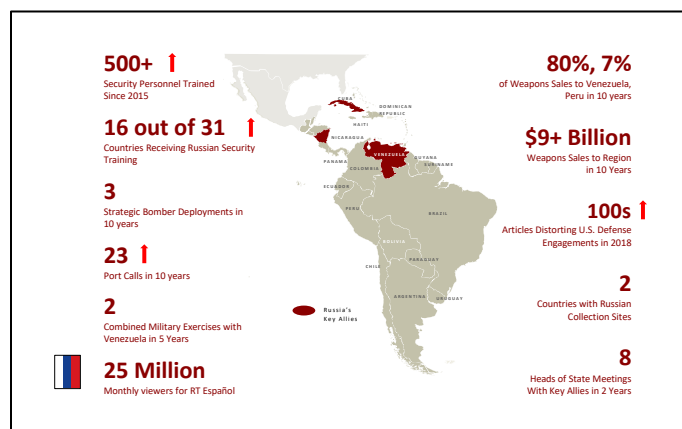 500+
Security Personnel Trained
Since 2015
16 out of 31
Countries Receiving Russian Security
Training
3
Strategic Bomber Deployments in
10 years
23
Port Calls in 10 years
2
Combined Military Exercises with
Venezuela in 5 Years
25 Million
Monthly viewers for RT Español
CUBA
DOMINICAN
REPUBLIC
HAITI
NICARAGUA
PANAMA
VENEZUELA
GUYANA
SURINAME
COLOMBIA
ECUADOR
PERU
BRAZIL
BOLIVIA
PARAGUAY
CHILE
ARGENTINA
URUGUAY
Russia's
Key Allies
80%, 7%
of Weapons Sales to Venezuela,
Peru in 10 years
$9+ Billion
Weapons Sales to Region
in 10 Years
100s
Articles Distorting U.S. Defense
Engagements in 2018
2
Countries with Russian
Collection Sites
8
Heads of State Meetings
With Key Allies in 2 Years